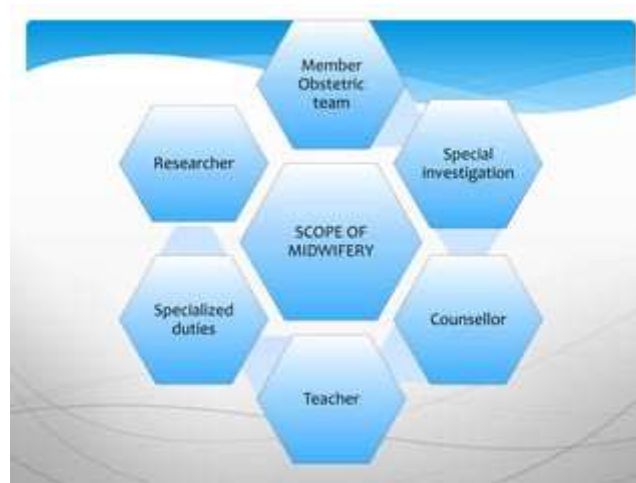 Member
Obstetric
team
Special
investigation
Counsellor
Teacher
Specialized
duties
Researcher
SCOPE OF
MIDWIFERY